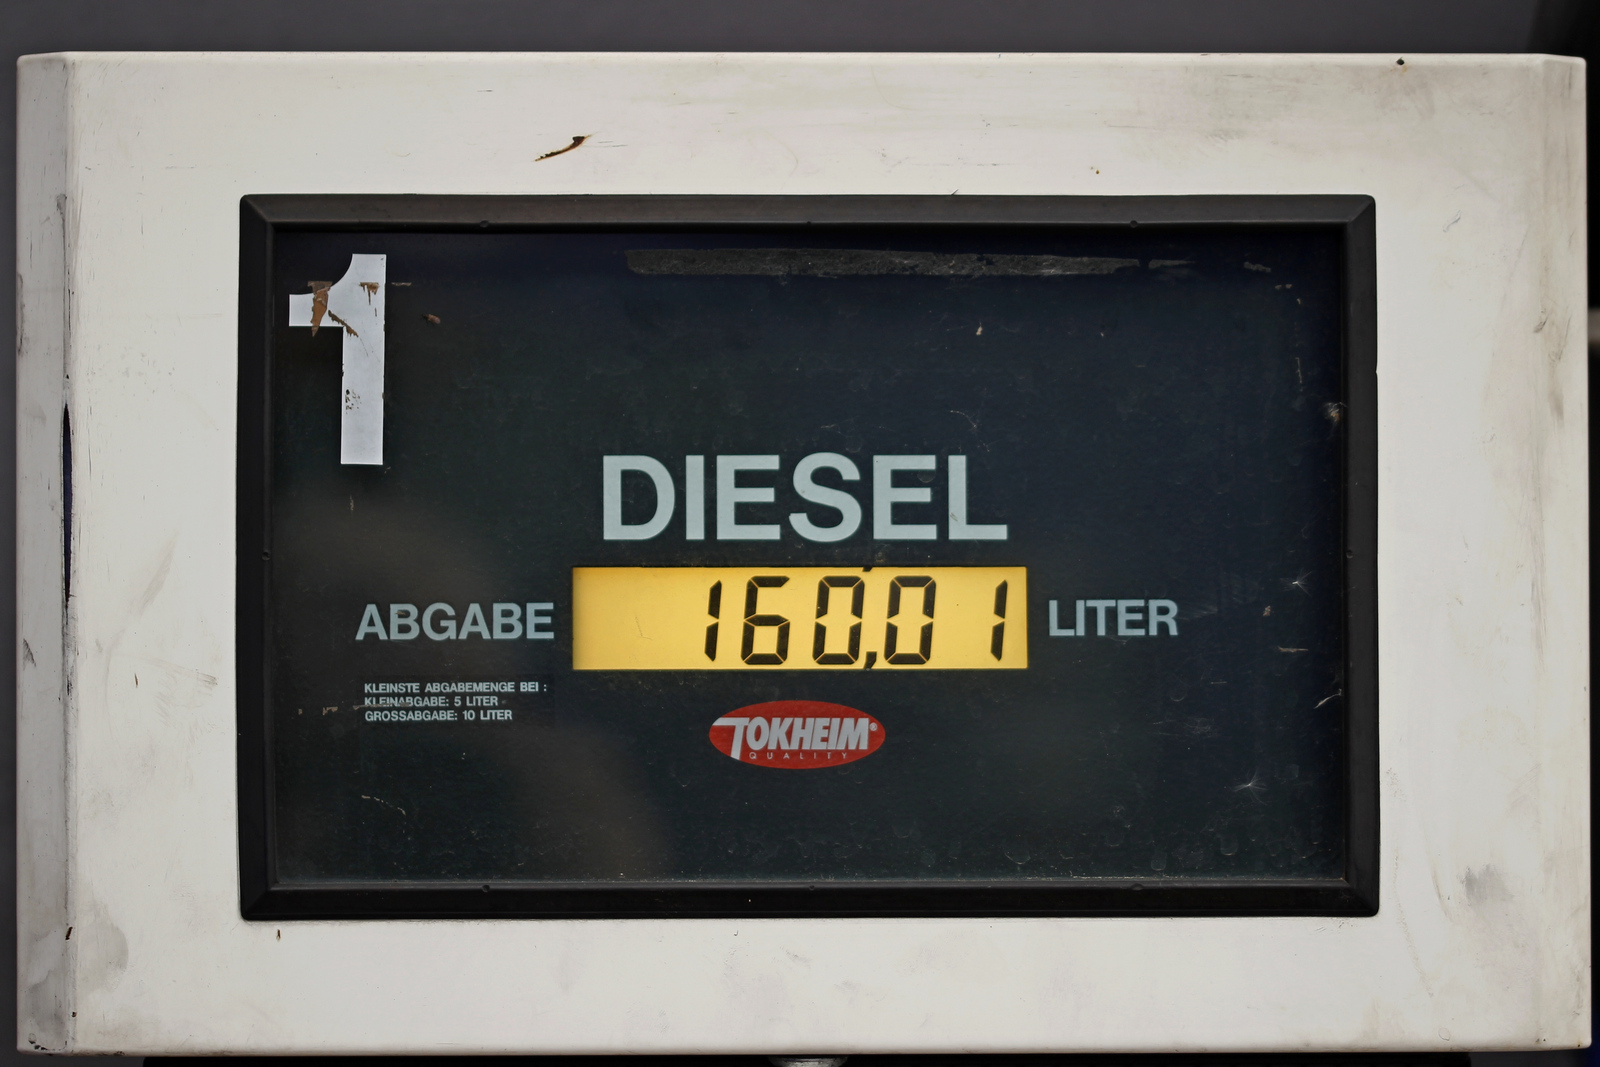 1
DIESEL
ABGABE 160,01 LITER
KLEINSTE ABGABEMENGE BEI :
KLEINABGABE: 5 LITER
GROSSABGABE: 10 LITER
TOKHEIM®
QUALITY